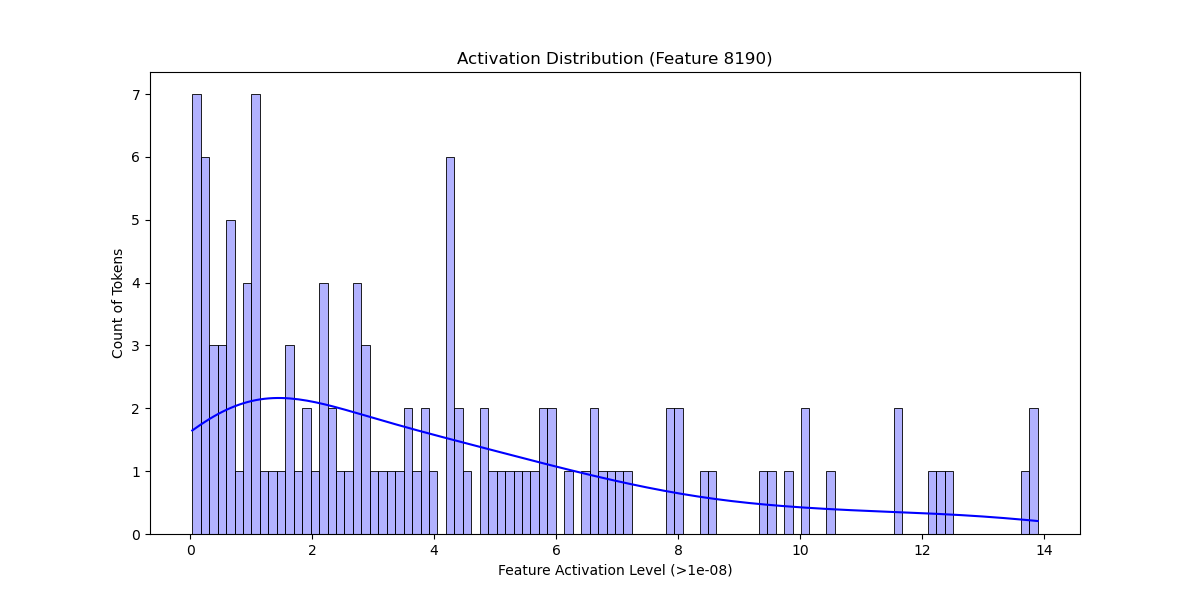 Activation Distribution (Feature 8190)
7
6
5
4
3
2
1
0
Count of Tokens
0 2 4 6 8 10 12 14
Feature Activation Level (>1e-08)